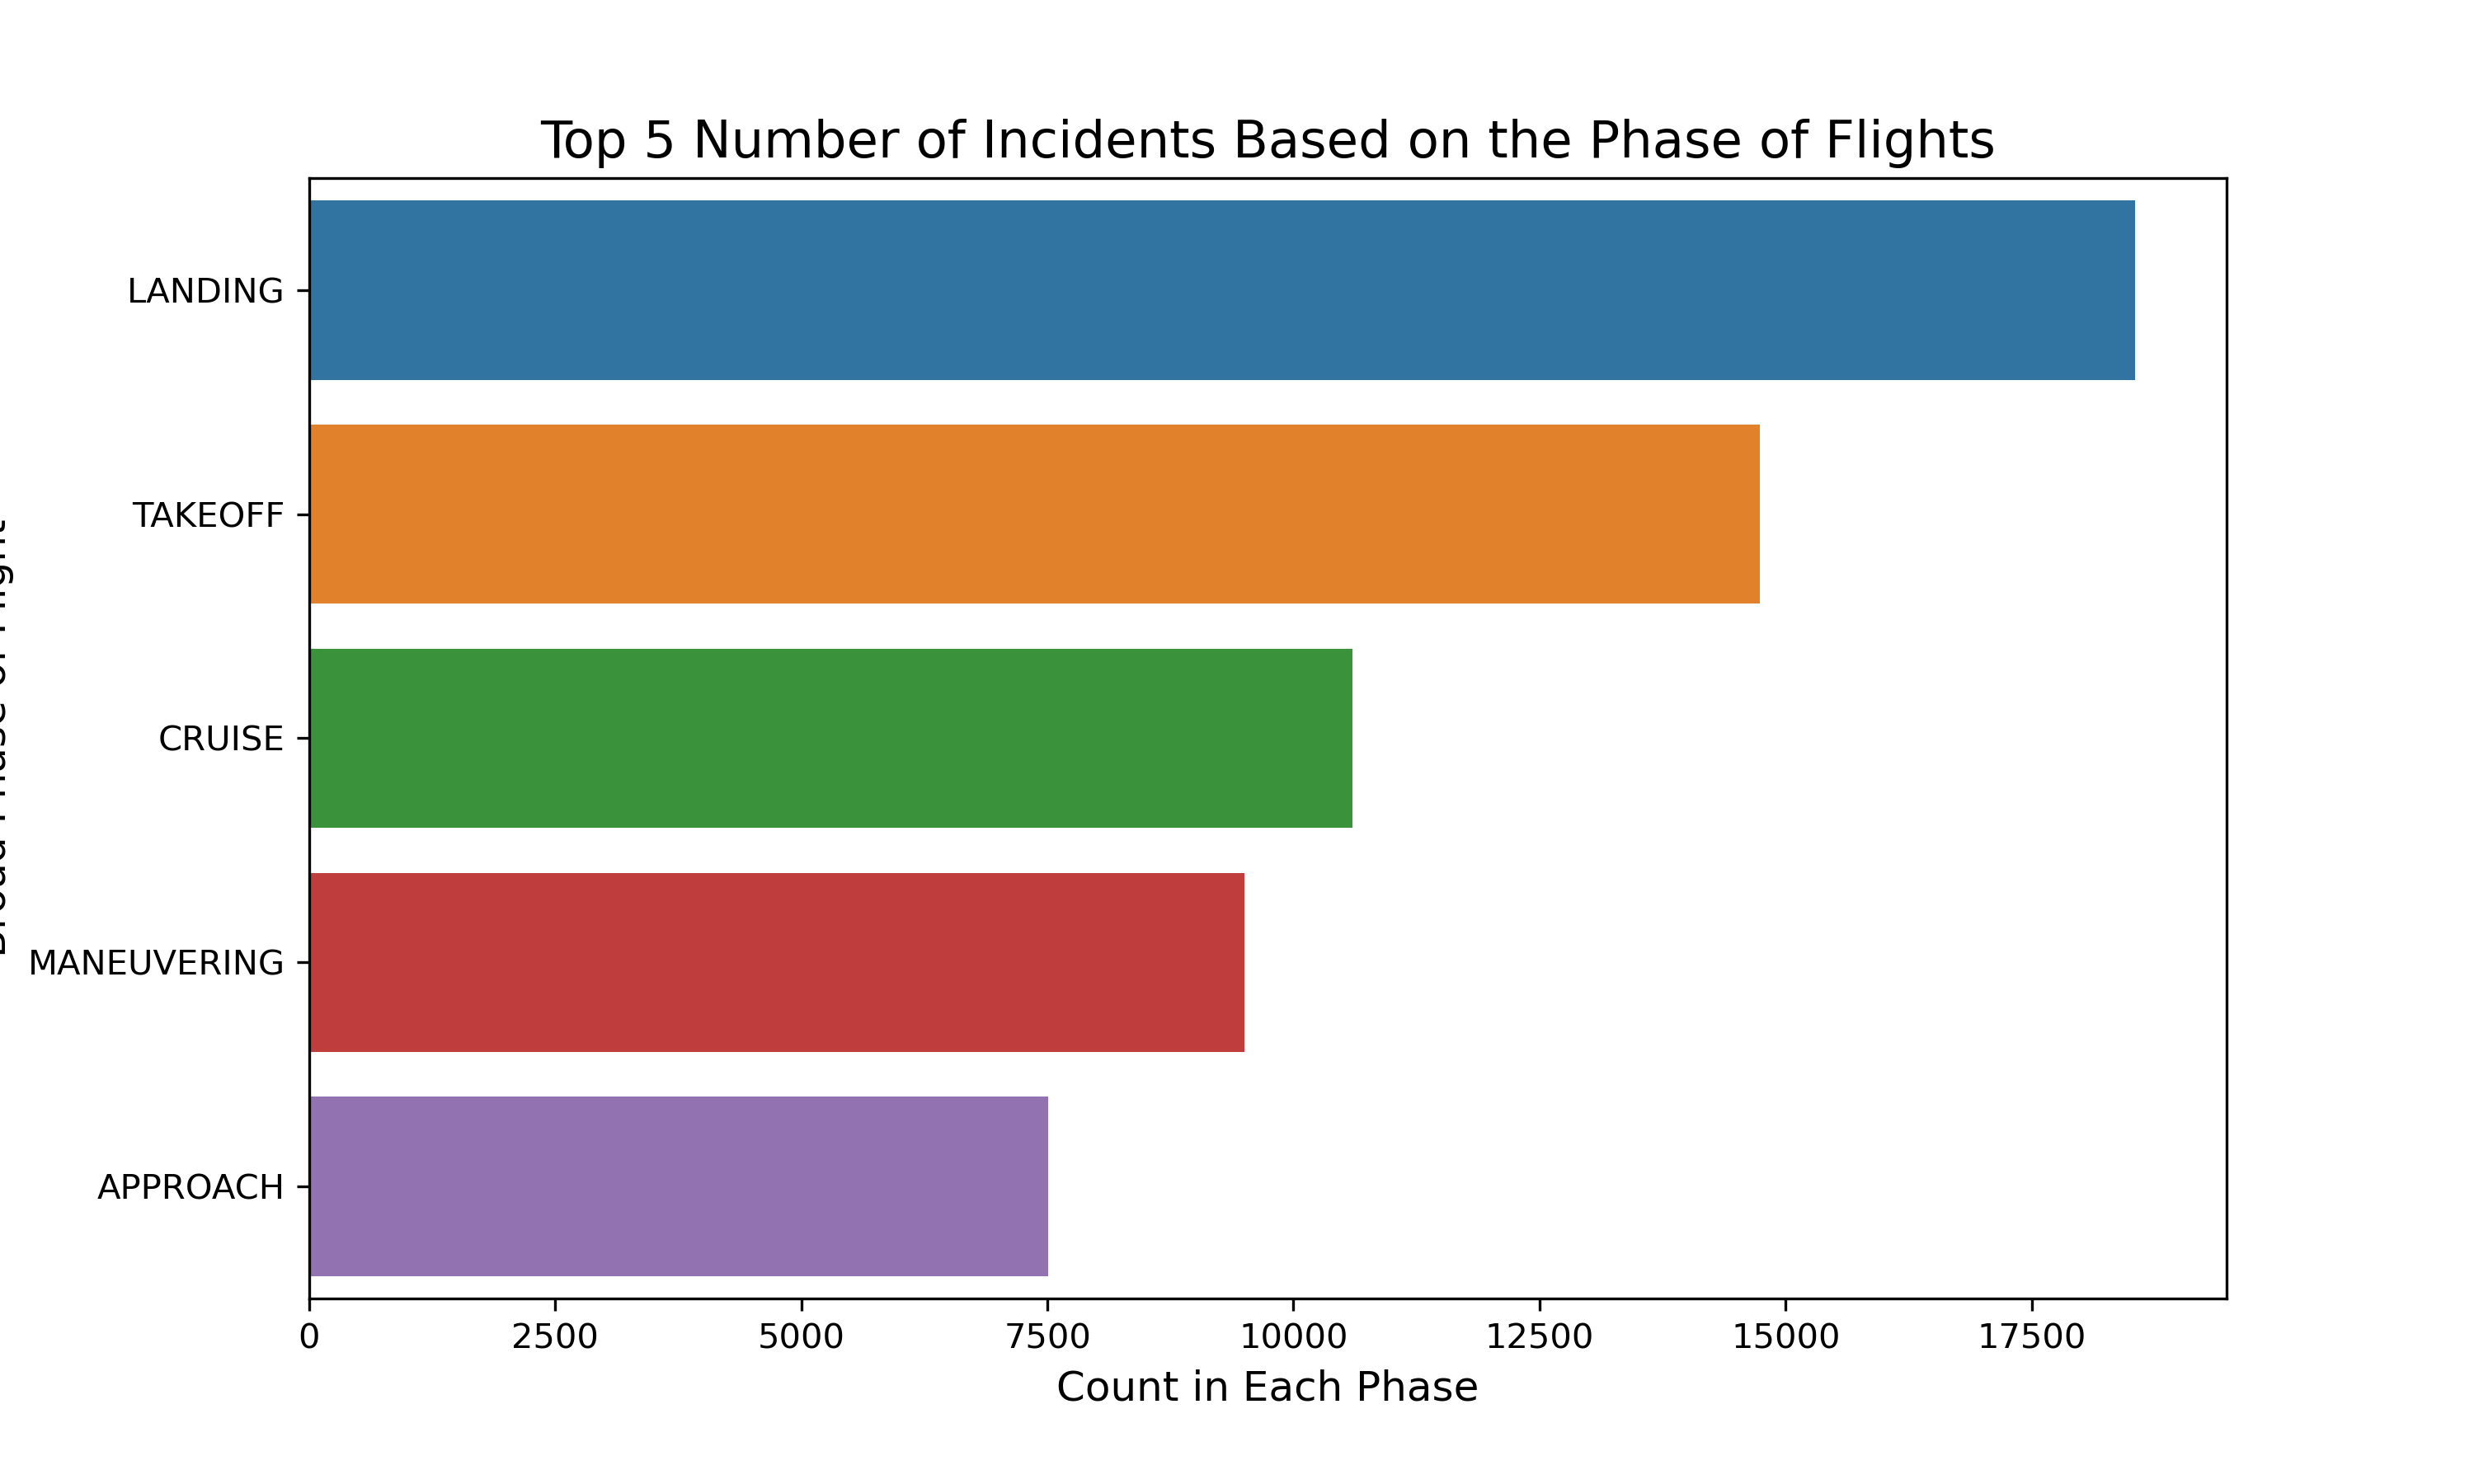 Top 5 Number of Incidents Based on the Phase of Flights
LANDING
TAKEOFF
CRUISE
MANEUVERING
APPROACH
0 2500 5000 7500 10000 12500 15000 17500
Count in Each Phase